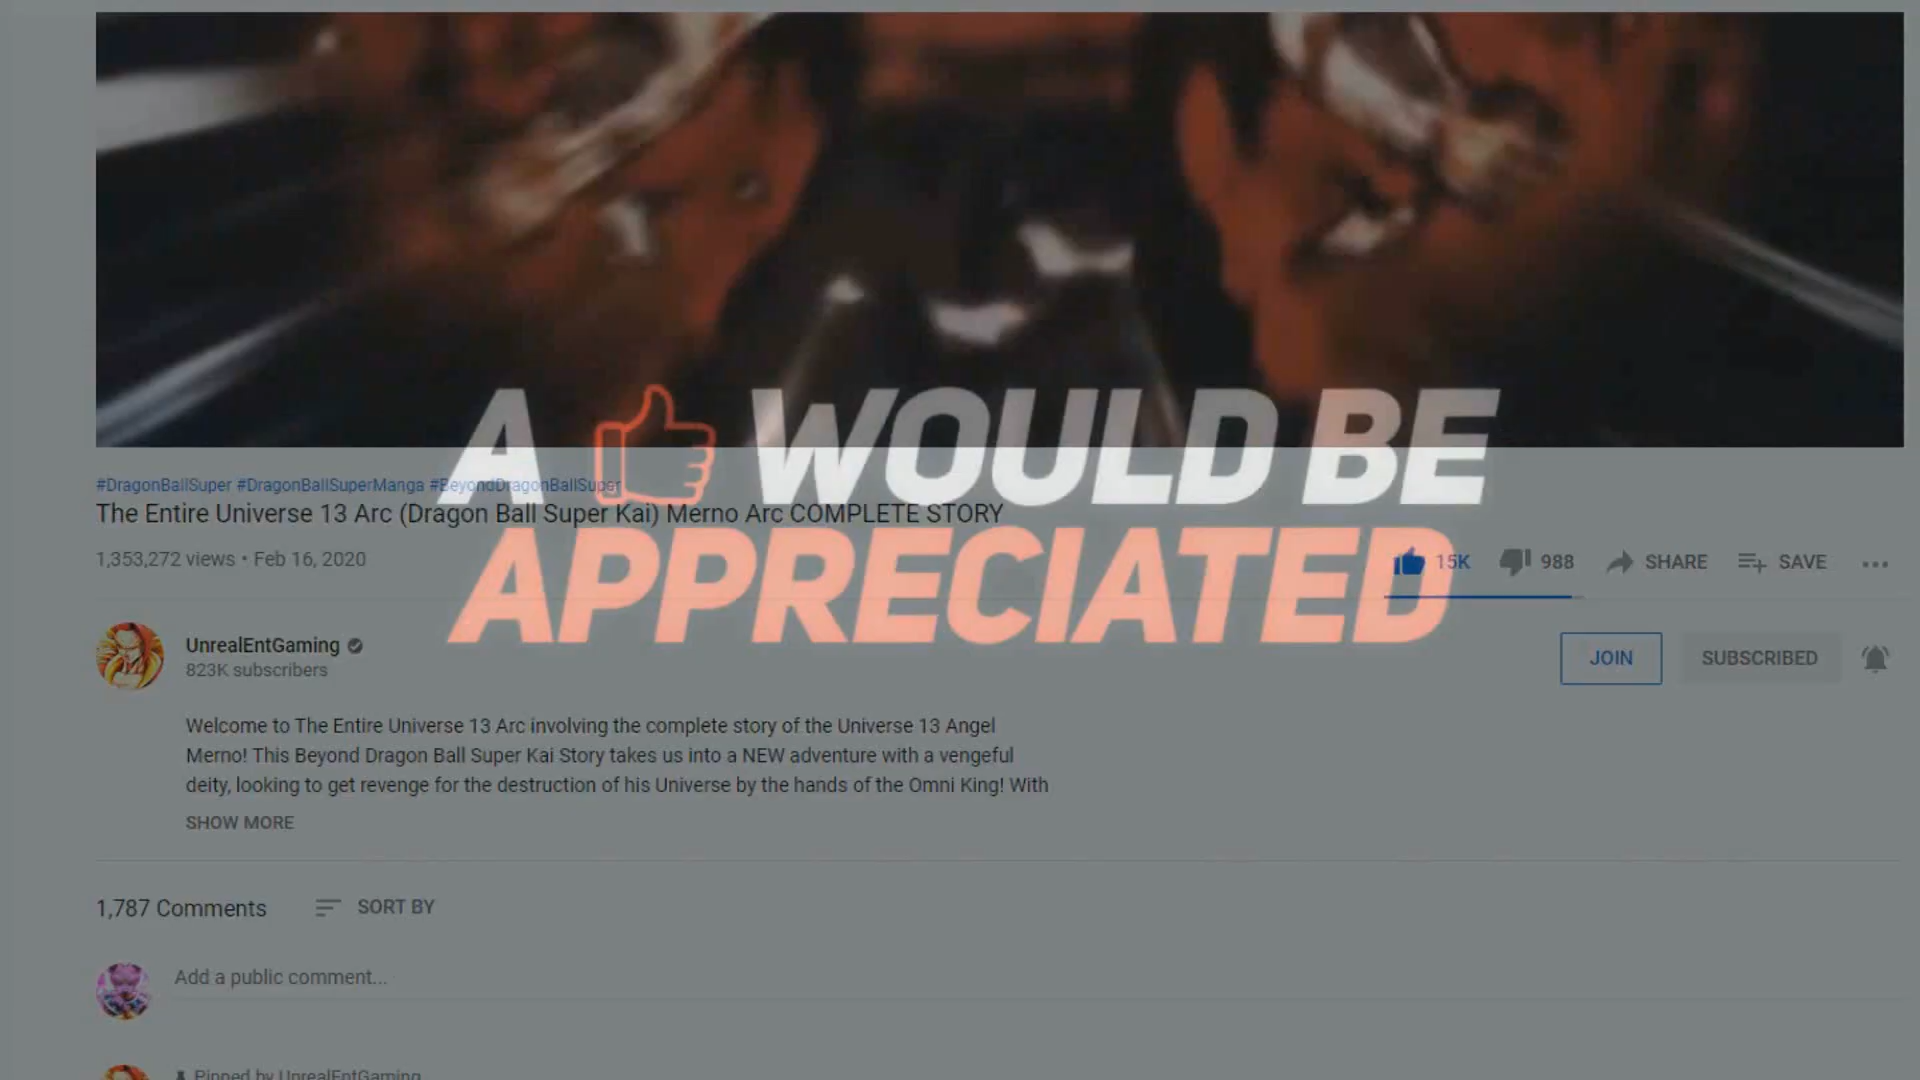 A WOULD BE
APPRECIATED
#DragonBallSuper #DragonBallSuperManga #BeyondDragonBallSuper
The Entire Universe 13 Arc (Dragon Ball Super Kai) Merno Arc COMPLETE STORY
1,353,272 views • Feb 16, 2020
15K 988 SHARE SAVE
UnrealEntGaming
823K subscribers
JOIN SUBSCRIBED
Welcome to The Entire Universe 13 Arc involving the complete story of the Universe 13 Angel
Merno! This Beyond Dragon Ball Super Kai Story takes us into a NEW adventure with a vengeful
deity, looking to get revenge for the destruction of his Universe by the hands of the Omni King! With
SHOW MORE
1,787 Comments SORT BY
Add a public comment...
Pinned by UnrealEntGaming